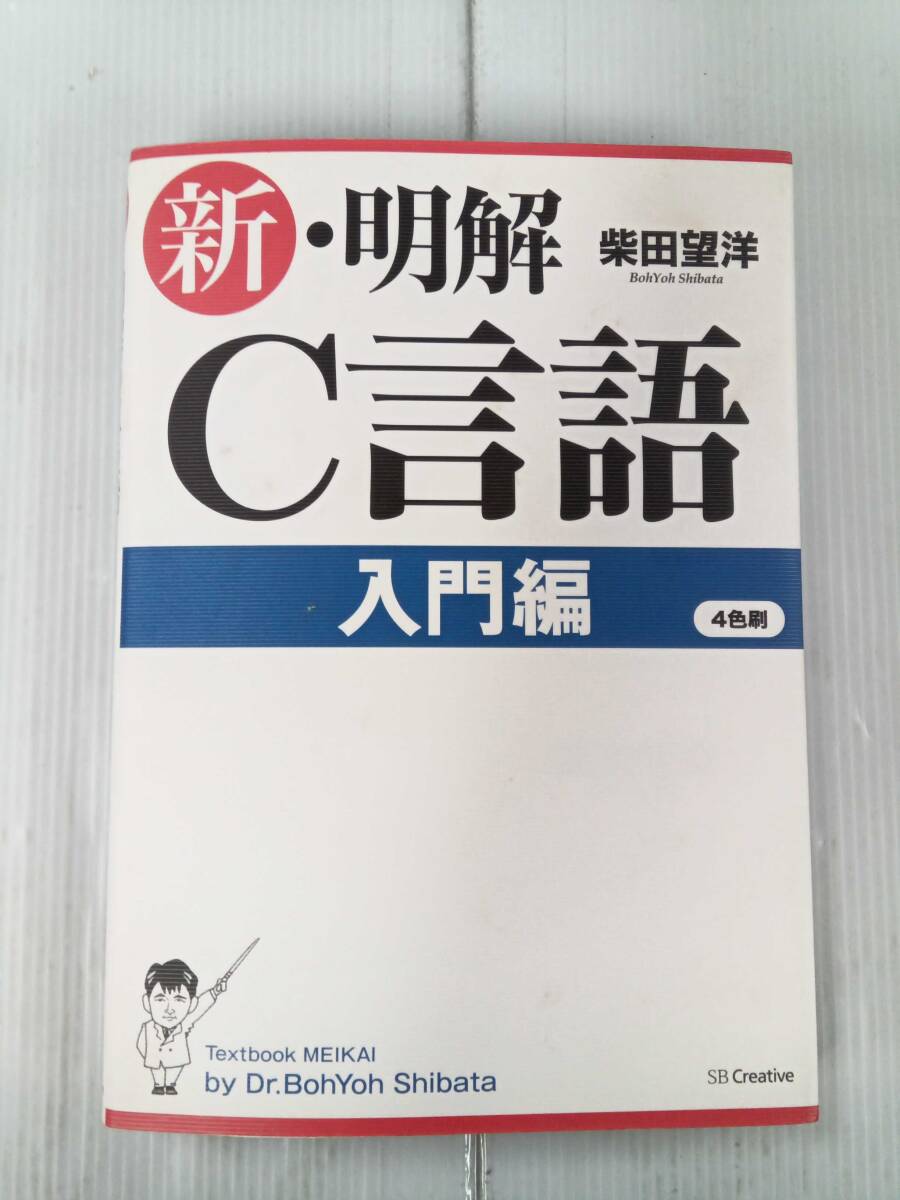 新・明解
柴田望洋
BohYoh Shibata
C言語
入門編
4色刷
Textbook MEIKAI
by Dr.BohYoh Shibata
SB Creative